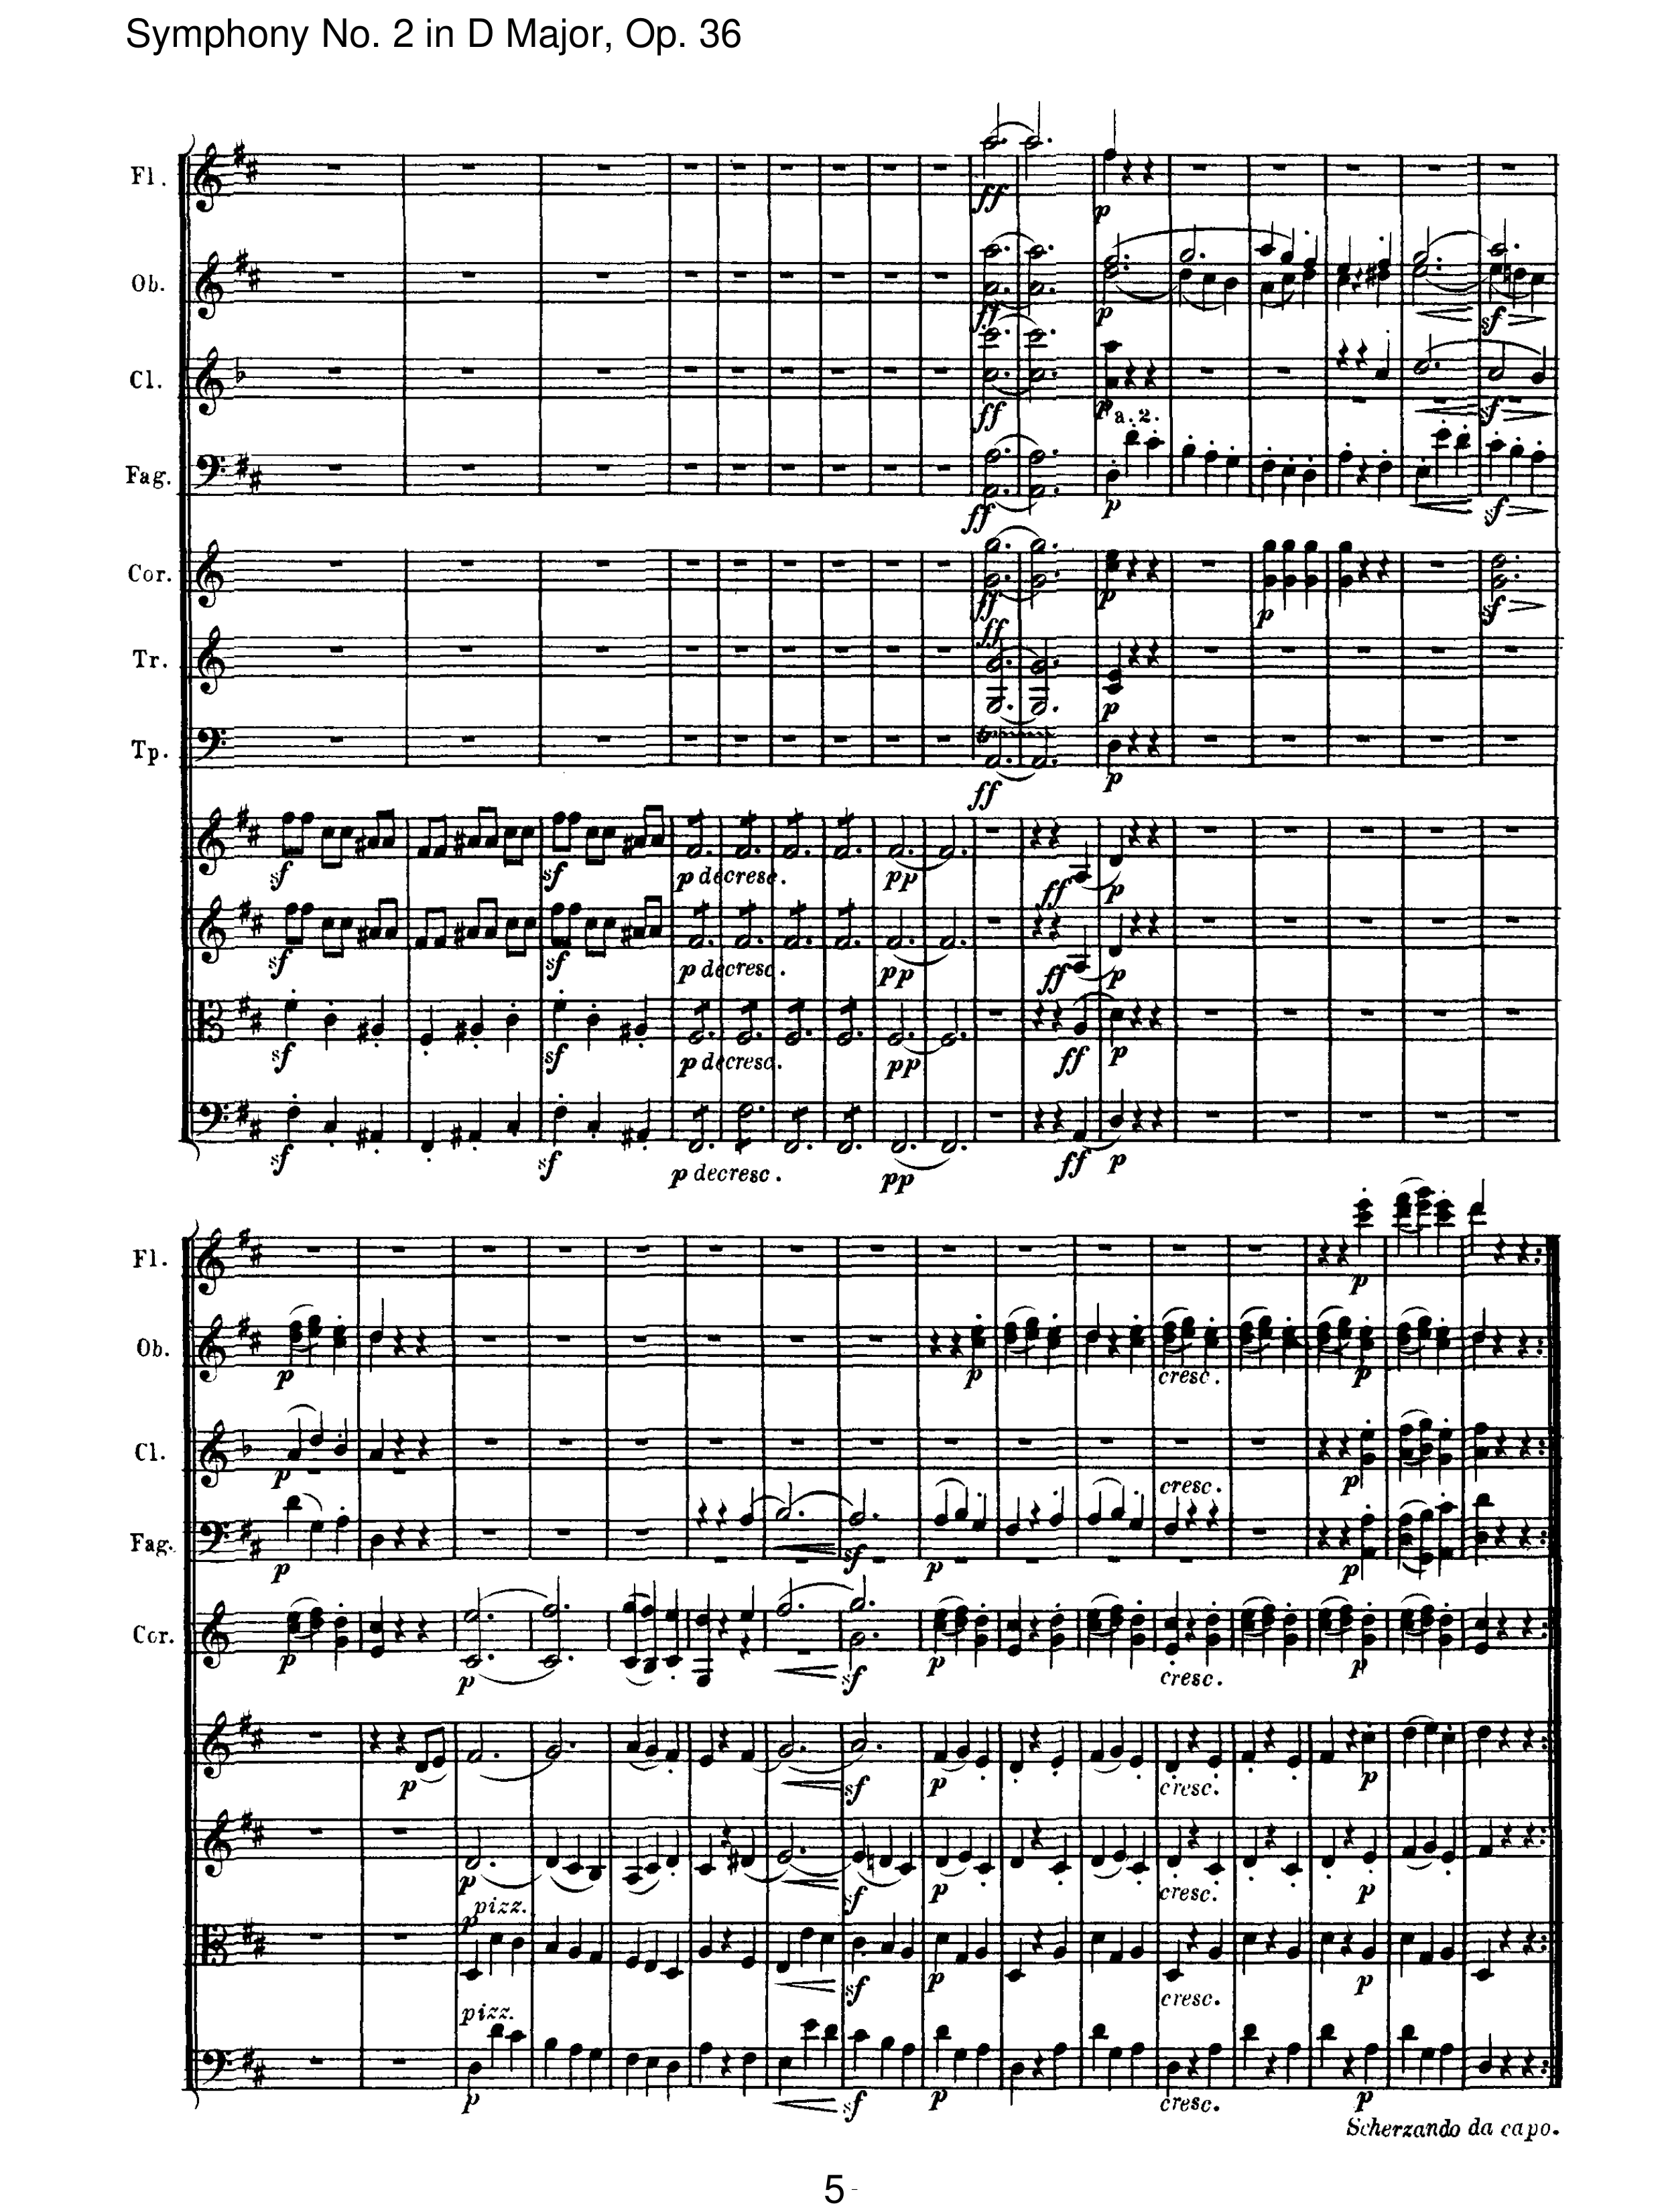 Symphony No. 2 in D Major, Op. 36
Fl.
ff
p
Ob.
ff
p
sf
Cl.
ff
p
sf
a. 2.
Fag.
ff
p
sf
Cor.
ff
p
p
sf
Tr.
ff
p
Tp.
tr
ff
p
sf
sf
p decresc.
pp
ff
p
sf
sf
p decresc.
pp
ff
p
sf
sf
p decresc.
pp
ff
p
sf
sf
p decresc.
pp
ff
p
Fl.
p
Ob.
p
p
cresc.
p
Cl.
p
p
cresc.
Fag.
p
sf
p
p
Cor.
p
p
sf
p
cresc.
p
p
sf
p
cresc.
p
p
sf
p
cresc.
p
pizz.
p
sf
p
cresc.
p
pizz.
p
sf
p
cresc.
p
Scherzando da capo.
5